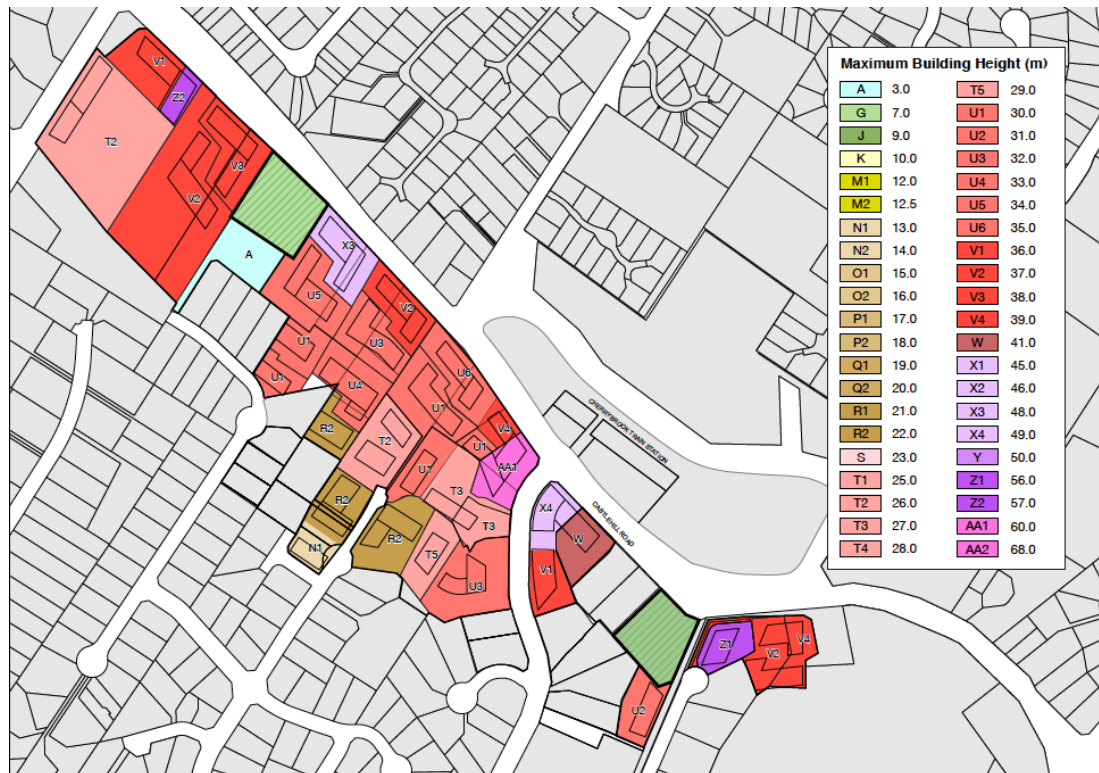 Maximum Building Height (m)
A 3.0
G 7.0
J 9.0
K 10.0
M1 12.0
M2 12.5
N1 13.0
N2 14.0
O1 15.0
O2 16.0
P1 17.0
P2 18.0
Q1 19.0
Q2 20.0
R1 21.0
R2 22.0
S 23.0
T1 25.0
T2 26.0
T3 27.0
T4 28.0
T5 29.0
U1 30.0
U2 31.0
U3 32.0
U4 33.0
U5 34.0
U6 35.0
V1 36.0
V2 37.0
V3 38.0
V4 39.0
W 41.0
X1 45.0
X2 46.0
X3 48.0
X4 49.0
Y 50.0
Z1 56.0
Z2 57.0
AA1 60.0
AA2 68.0
V1
Z2
T2
V3
V2
A
X3
U5
V2
U1
U3
U6
U1
U4
U1
R2
T2
V4
U1
AA1
U1
T3
R2
T3
R2
N1
T5
U3
X4
W
V1
CHERRYBROOK TRAIN STATION
CASTLEHILL ROAD
Z1
V2
V4
U2